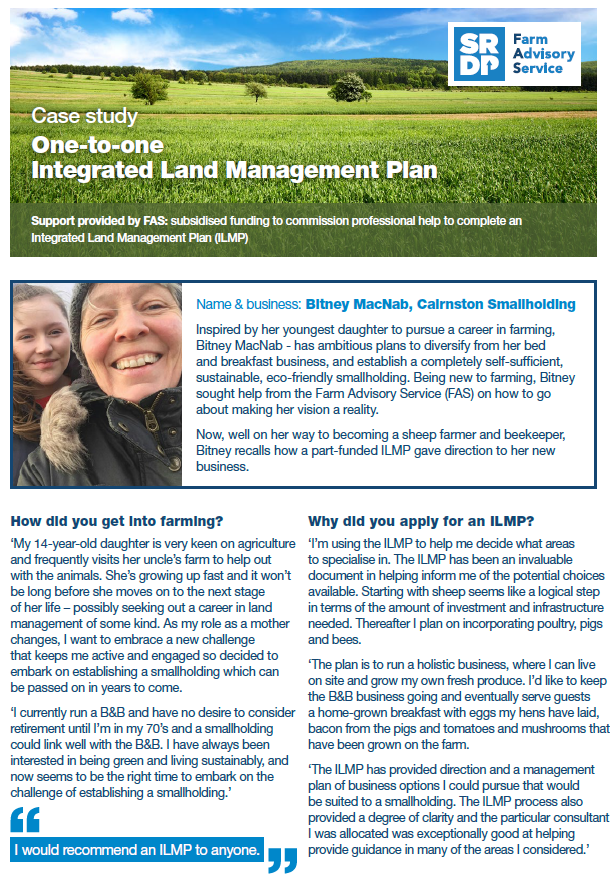 SR
DP
Farm
Advisory
Service
Case study
One-to-one
Integrated Land Management Plan
Support provided by FAS: subsidised funding to commission professional help to complete an
Integrated Land Management Plan (ILMP)
Name & business: Bitney MacNab, Cairnston Smallholding
Inspired by her youngest daughter to pursue a career in farming,
Bitney MacNab - has ambitious plans to diversify from her bed
and breakfast business, and establish a completely self-sufficient,
sustainable, eco-friendly smallholding. Being new to farming, Bitney
sought help from the Farm Advisory Service (FAS) on how to go
about making her vision a reality.
Now, well on her way to becoming a sheep farmer and beekeeper,
Bitney recalls how a part-funded ILMP gave direction to her new
business.
How did you get into farming?
‘My 14-year-old daughter is very keen on agriculture
and frequently visits her uncle’s farm to help out
with the animals. She’s growing up fast and it won’t
be long before she moves on to the next stage
of her life – possibly seeking out a career in land
management of some kind. As my role as a mother
changes, I want to embrace a new challenge
that keeps me active and engaged so decided to
embark on establishing a smallholding which can
be passed on in years to come.
‘I currently run a B&B and have no desire to consider
retirement until I’m in my 70’s and a smallholding
could link well with the B&B. I have always been
interested in being green and living sustainably, and
now seems to be the right time to embark on the
challenge of establishing a smallholding.’
“
I would recommend an ILMP to anyone.
”
Why did you apply for an ILMP?
‘I’m using the ILMP to help me decide what areas
to specialise in. The ILMP has been an invaluable
document in helping inform me of the potential choices
available. Starting with sheep seems like a logical step
in terms of the amount of investment and infrastructure
needed. Thereafter I plan on incorporating poultry, pigs
and bees.
‘The plan is to run a holistic business, where I can live
on site and grow my own fresh produce. I’d like to keep
the B&B business going and eventually serve guests
a home-grown breakfast with eggs my hens have laid,
bacon from the pigs and tomatoes and mushrooms that
have been grown on the farm.
‘The ILMP has provided direction and a management
plan of business options I could pursue that would
be suited to a smallholding. The ILMP process also
provided a degree of clarity and the particular consultant
I was allocated was exceptionally good at helping
provide guidance in many of the areas I considered.’